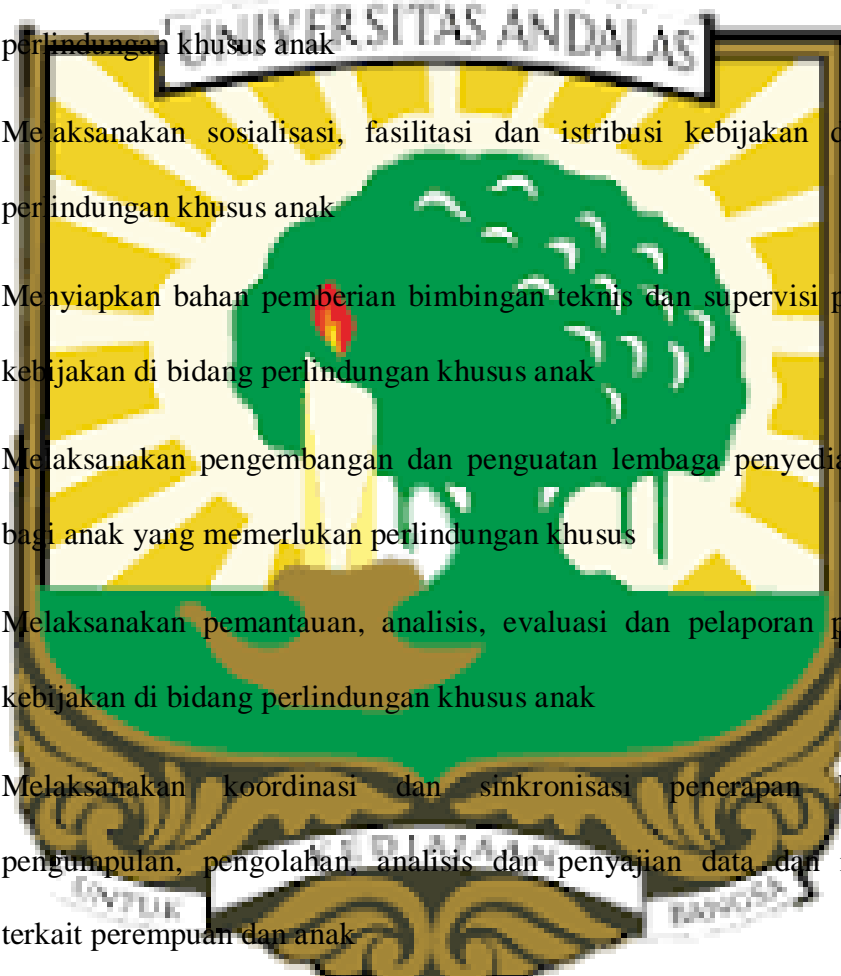 UNIVERSITAS ANDALAS
perlindungan khusus anak
Melaksanakan sosialisasi, fasilitasi dan istribusi kebijakan d
perlindungan khusus anak
Menyiapkan bahan pemberian bimbingan teknis dan supervisi p
kebijakan di bidang perlindungan khusus anak
Melaksanakan pengembangan dan penguatan lembaga penyedia
bagi anak yang memerlukan perlindungan khusus
Melaksanakan pemantauan, analisis, evaluasi dan pelaporan p
kebijakan di bidang perlindungan khusus anak
Melaksanakan koordinasi dan sinkronisasi penerapan
pengumpulan, pengolahan, analisis dan penyajian data dan
KEDJAJAAN
UNTUK BANGSA
terkait perempuan dan anak